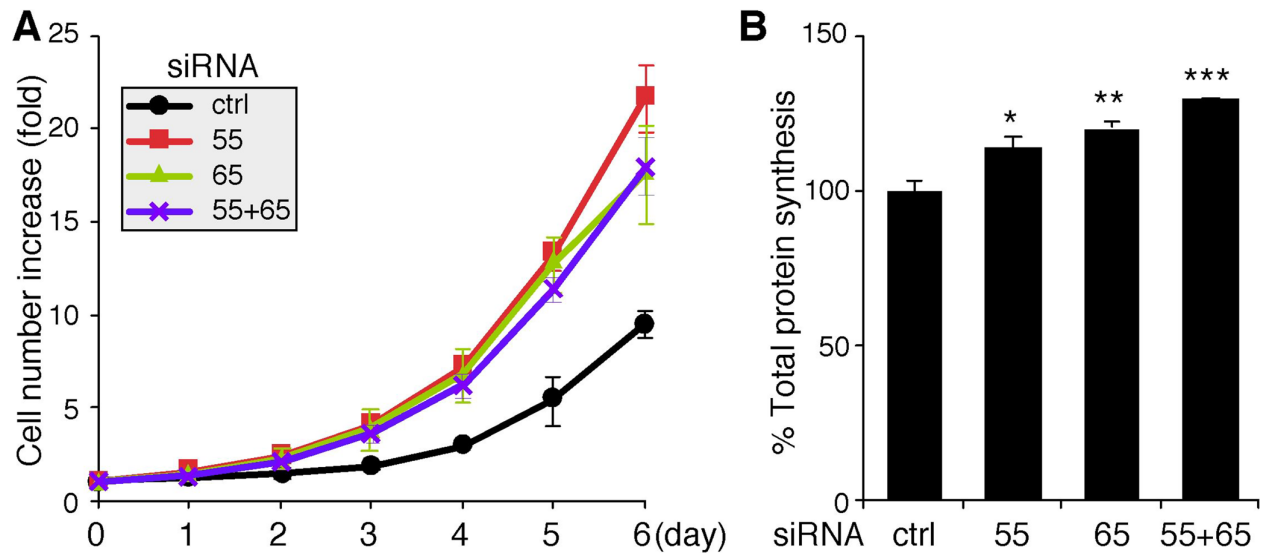 A
Cell number increase (fold)
25
20
15
10
5
0
siRNA
ctrl
55
65
55+65
0 1 2 3 4 5 6 (day)
B
% Total protein synthesis
150
100
50
0
* ** ***
siRNA ctrl 55 65 55+65